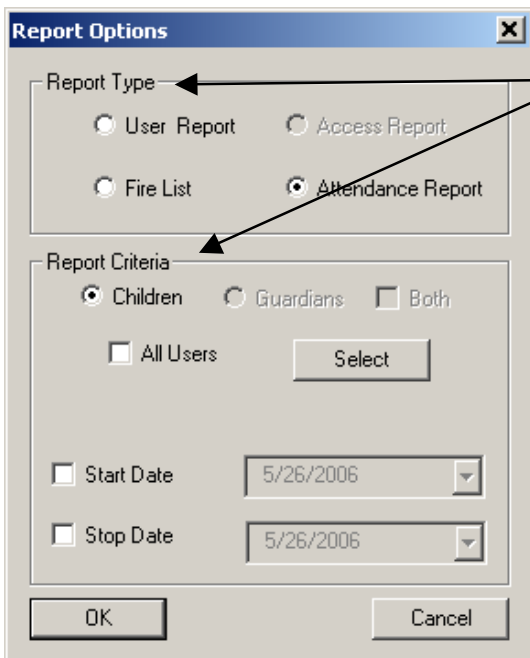 Report Options
Report Type
User Report Access Report
Fire List Attendance Report
Report Criteria
Children Guardians Both
All Users Select
Start Date 5/26/2006
Stop Date 5/26/2006
OK Cancel